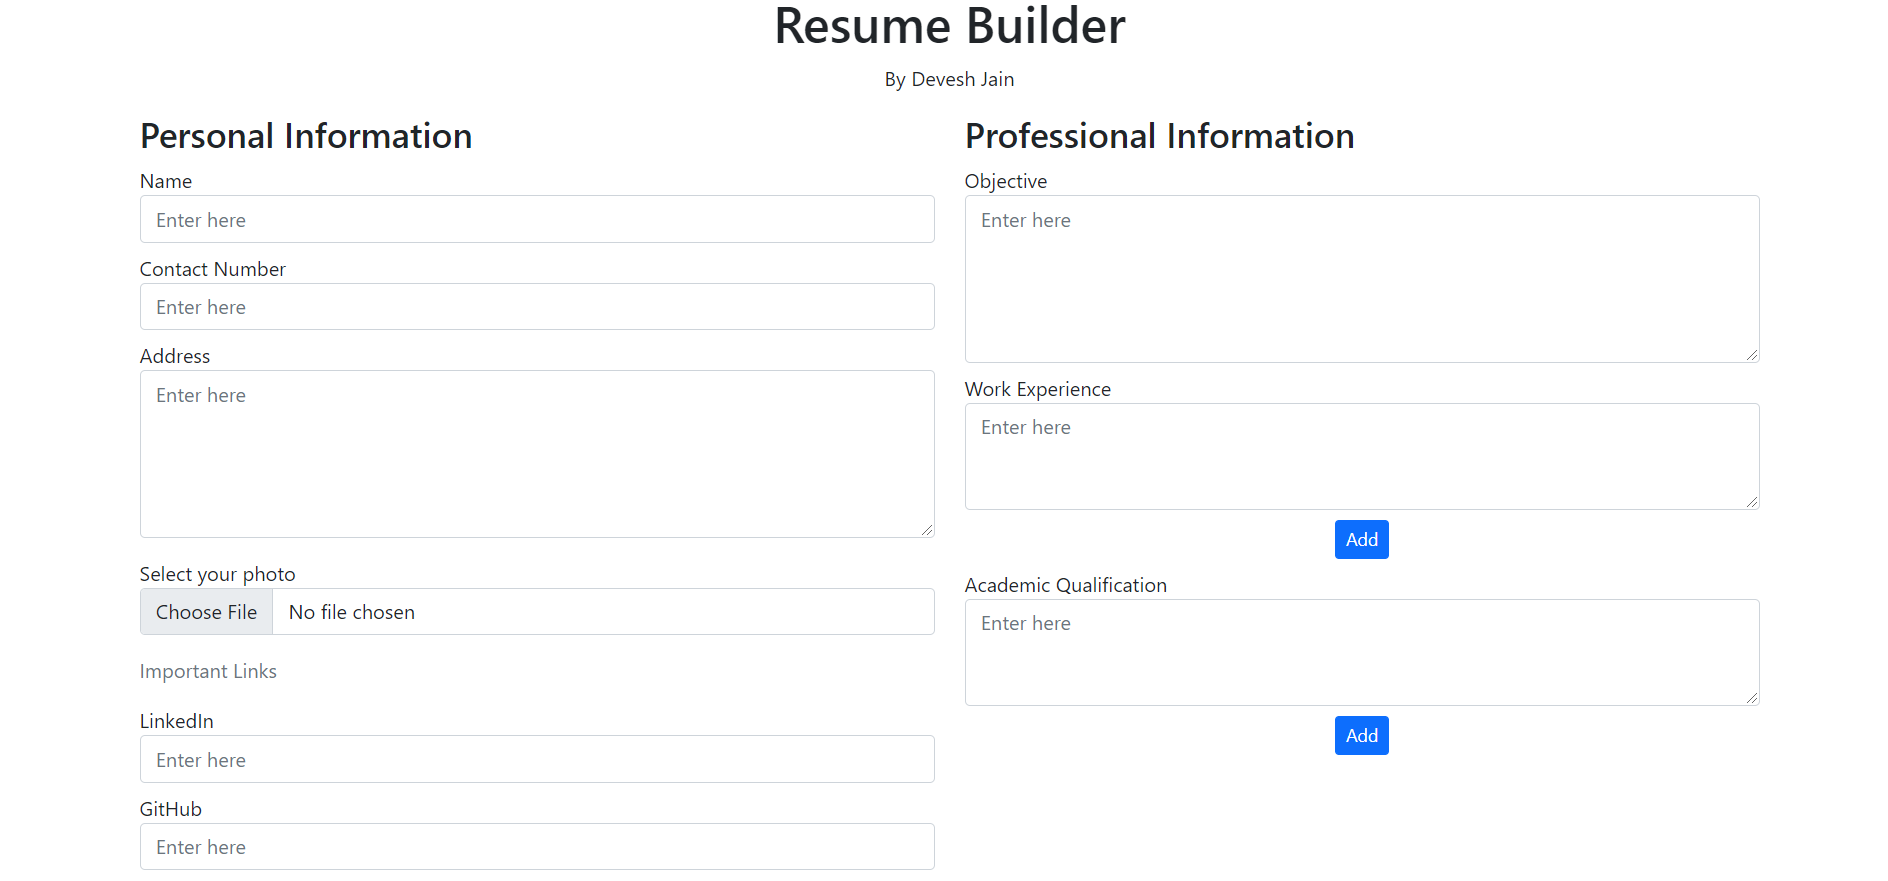 Resume Builder
By Devesh Jain
Personal Information
Name
Enter here
Contact Number
Enter here
Address
Enter here
Select your photo
Choose File No file chosen
Important Links
LinkedIn
Enter here
GitHub
Enter here
Professional Information
Objective
Enter here
Work Experience
Enter here
Add
Academic Qualification
Enter here
Add